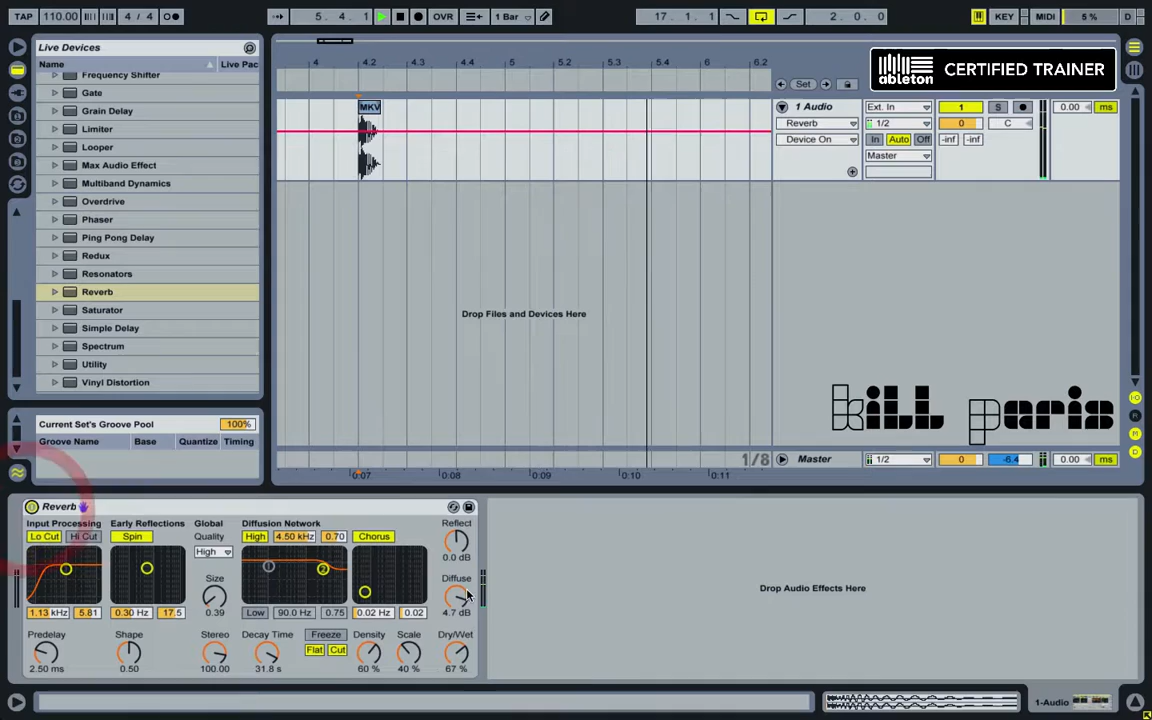 TAP 110.00 4 / 4 5. 4. 1 OVR 1 Bar 17. 1. 1 2. 0. 0 KEY MIDI 5 % D
Live Devices
Name Live Pac
Frequency Shifter
Gate
Grain Delay
Limiter
Looper
Max Audio Effect
Multiband Dynamics
Overdrive
Phaser
Ping Pong Delay
Redux
Resonators
Reverb
Saturator
Simple Delay
Spectrum
Utility
Vinyl Distortion
4 4.2 4.3 4.4 5 5.2 5.3 5.4 6 6.2
Ableton CERTIFIED TRAINER
Set
MKV
1 Audio Ext. In 1 S 0.00 ms
Reverb 1/2 0 C
Device On In Auto Off -inf -inf
Master
Drop Files and Devices Here
kiLL paris
1/8 Master 1/2 0 -6.4 0.00 ms
0:07 0:08 0:09 0:10 0:11
Current Set's Groove Pool 100%
Groove Name Base Quantize Timing
Reverb
Input Processing Early Reflections Global Diffusion Network Reflect
Lo Cut Hi Cut Spin Quality High 4.50 kHz 0.70 Chorus
High
0.0 dB
Size Diffuse
1.13 kHz 5.81 0.30 Hz 17.5 0.39 Low 90.0 Hz 0.75 0.02 Hz 0.02 4.7 dB
Predelay Shape Stereo Decay Time Freeze Density Scale Dry/Wet
Flat Cut
2.50 ms 0.50 100.00 31.8 s 60 % 40 % 67 %
Drop Audio Effects Here
1-Audio
I·O R M D